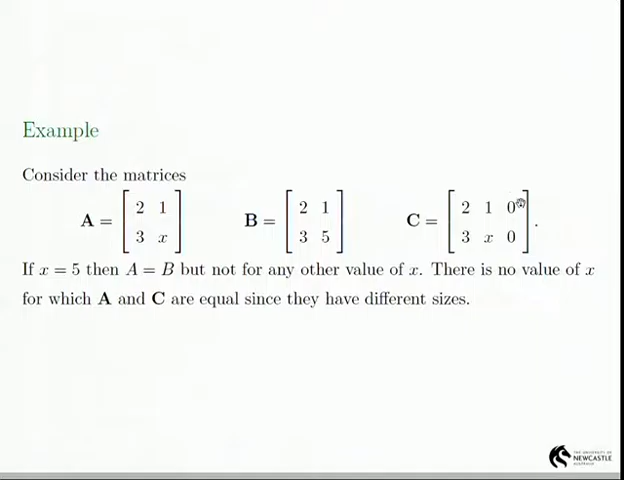 Example
Consider the matrices
A = [ 2 1 ; 3 x ] B = [ 2 1 ; 3 5 ] C = [ 2 1 0 ; 3 x 0 ].
If x = 5 then A = B but not for any other value of x. There is no value of x
for which A and C are equal since they have different sizes.
THE UNIVERSITY OF
NEWCASTLE
AUSTRALIA